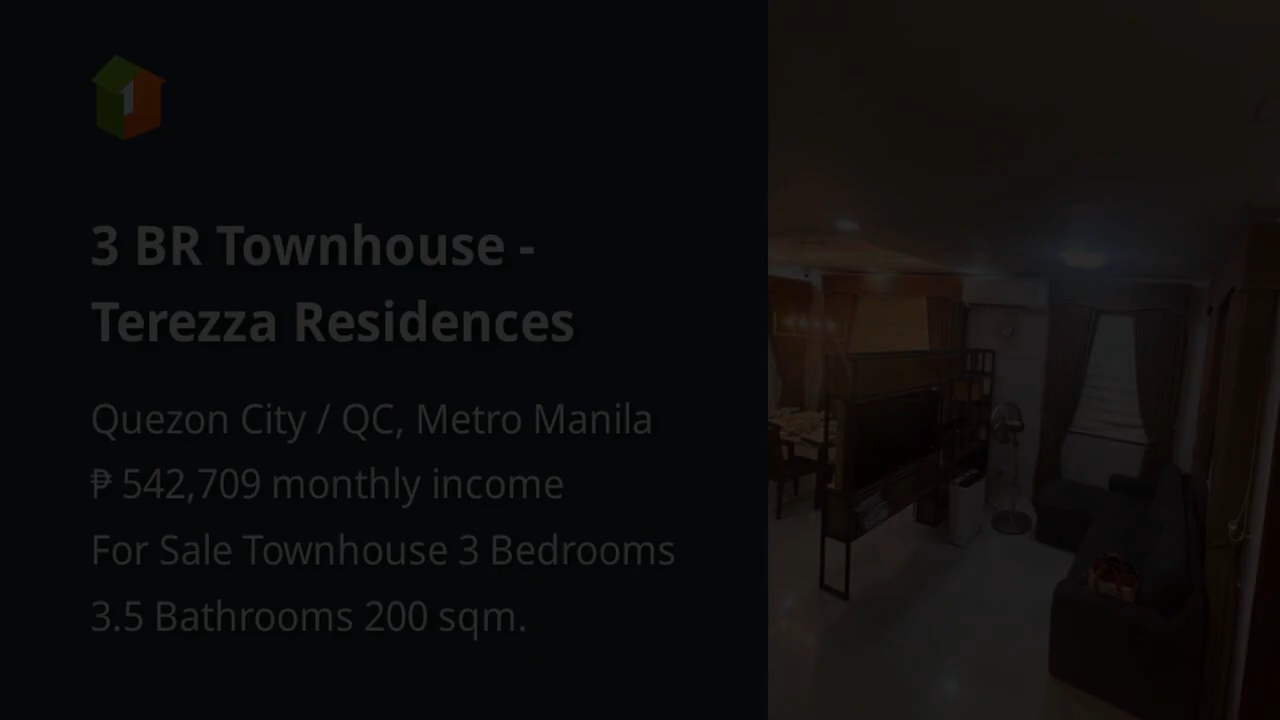 3 BR Townhouse -
Terezza Residences
Quezon City / QC, Metro Manila
₱ 542,709 monthly income
For Sale Townhouse 3 Bedrooms
3.5 Bathrooms 200 sqm.